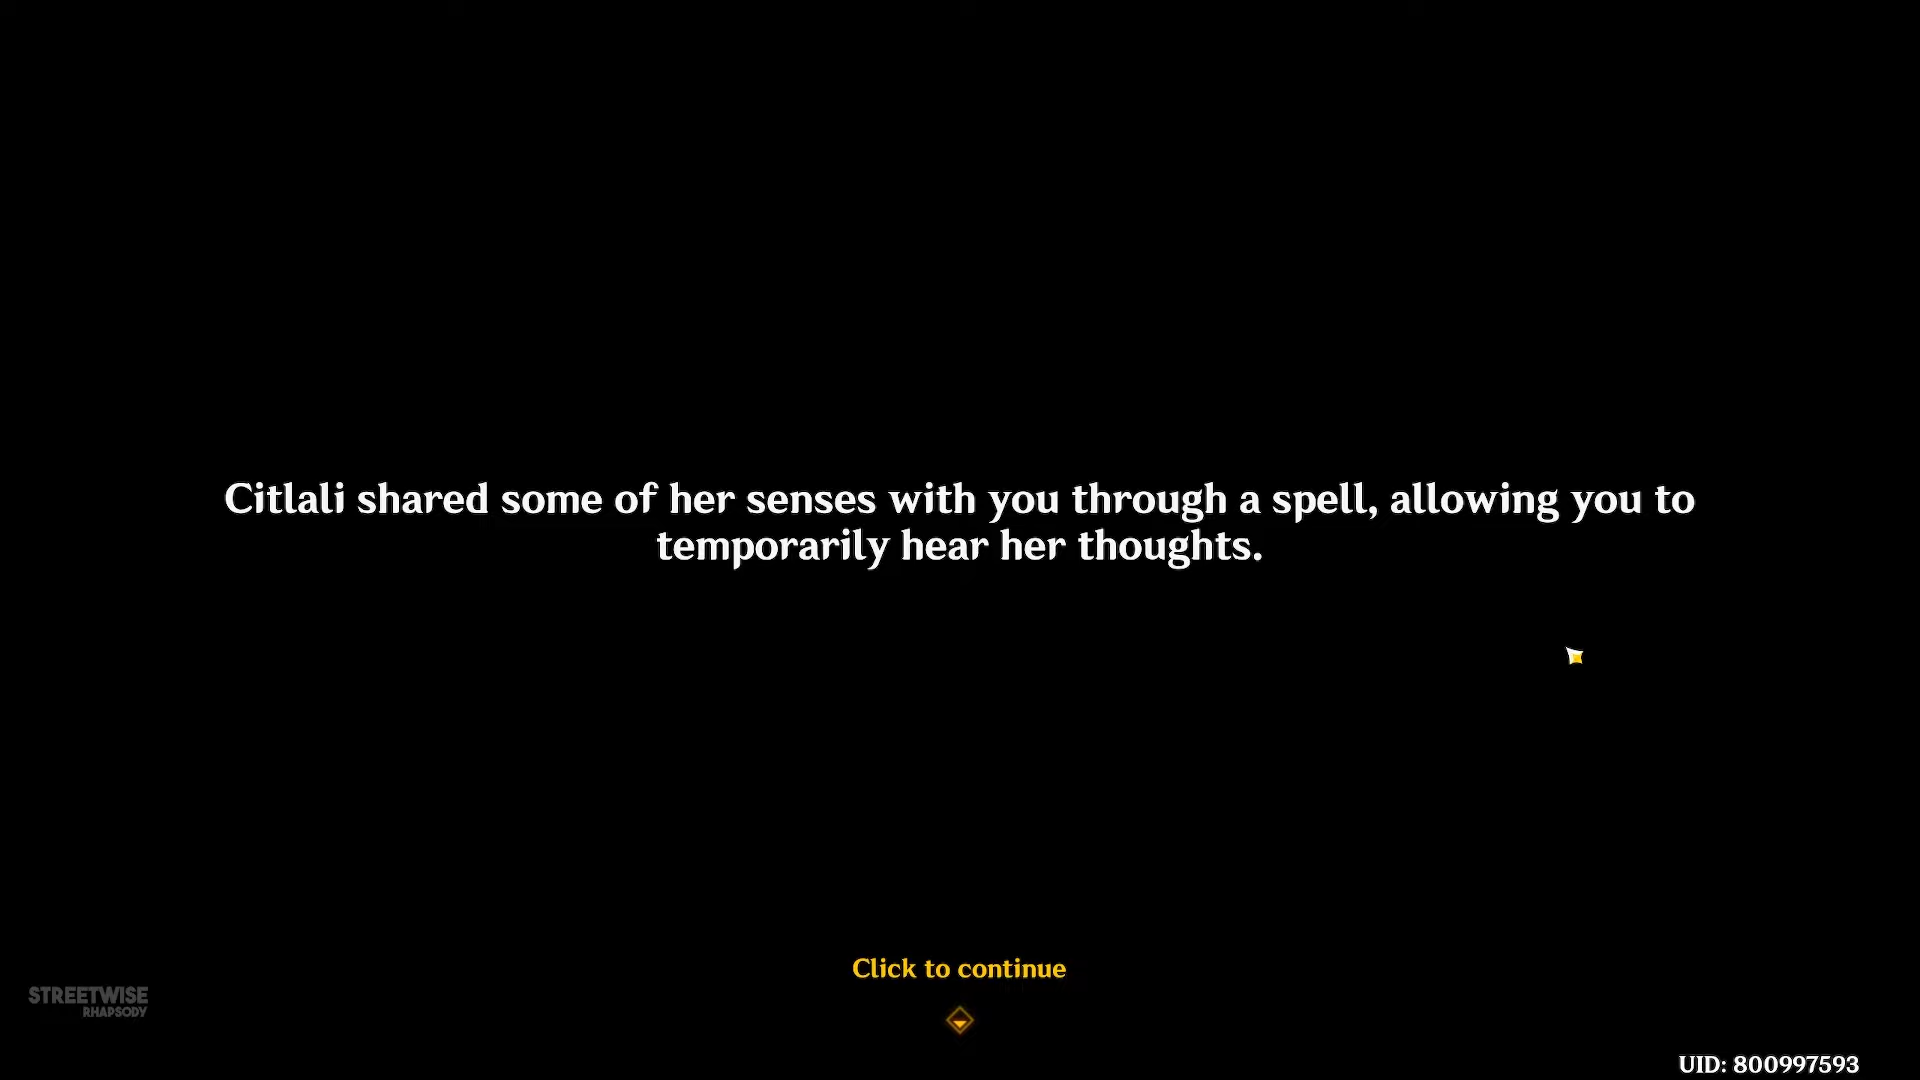 Citlali shared some of her senses with you through a spell, allowing you to
temporarily hear her thoughts.
Click to continue
STREETWISE
RHAPSODY
UID: 800997593